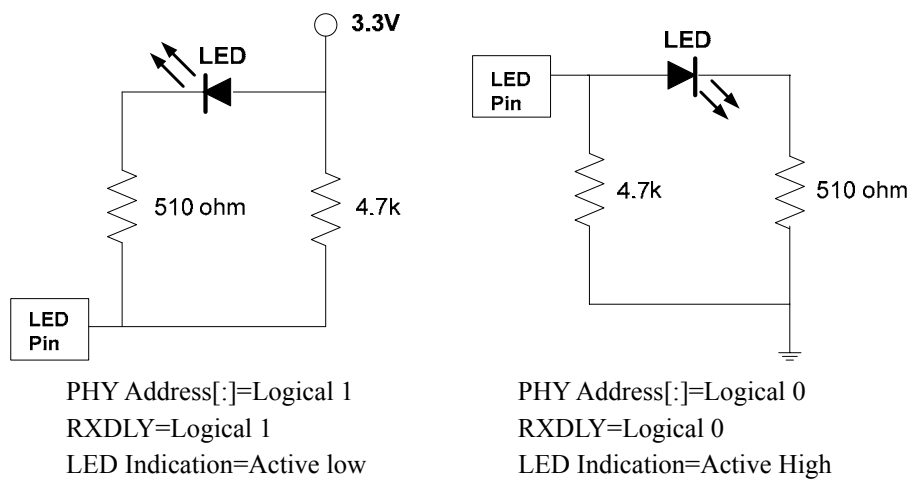 3.3V
LED
510 ohm
4.7k
LED
Pin
PHY Address[:]=Logical 1
RXDLY=Logical 1
LED Indication=Active low
LED
LED
Pin
4.7k
510 ohm
PHY Address[:]=Logical 0
RXDLY=Logical 0
LED Indication=Active High